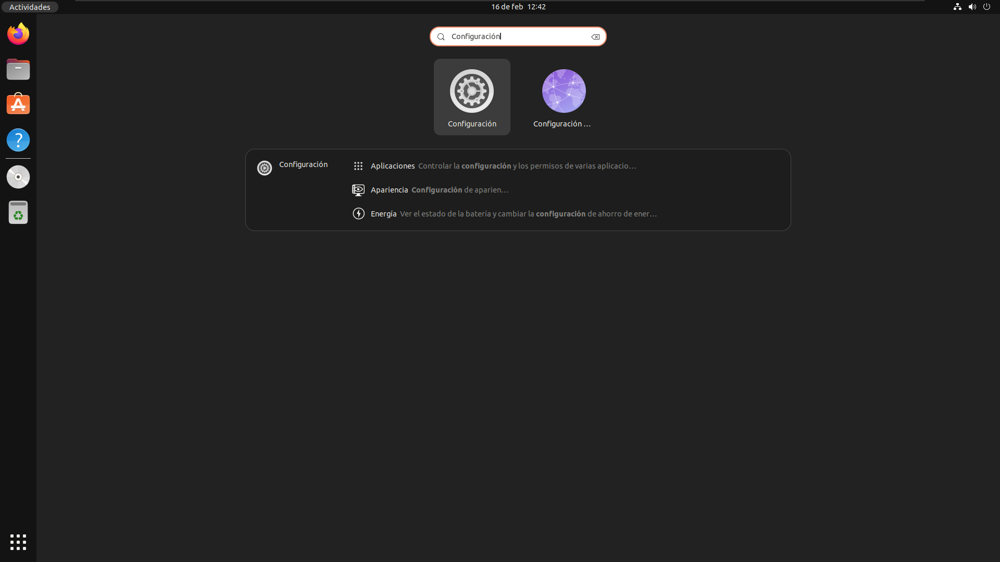 Actividades
16 de feb 12:42
Configuración
Configuración
Configuración ...
Configuración
Aplicaciones Controlar la configuración y los permisos de varias aplicacio...
Apariencia Configuración de aparien...
Energía Ver el estado de la batería y cambiar la configuración de ahorro de ener...